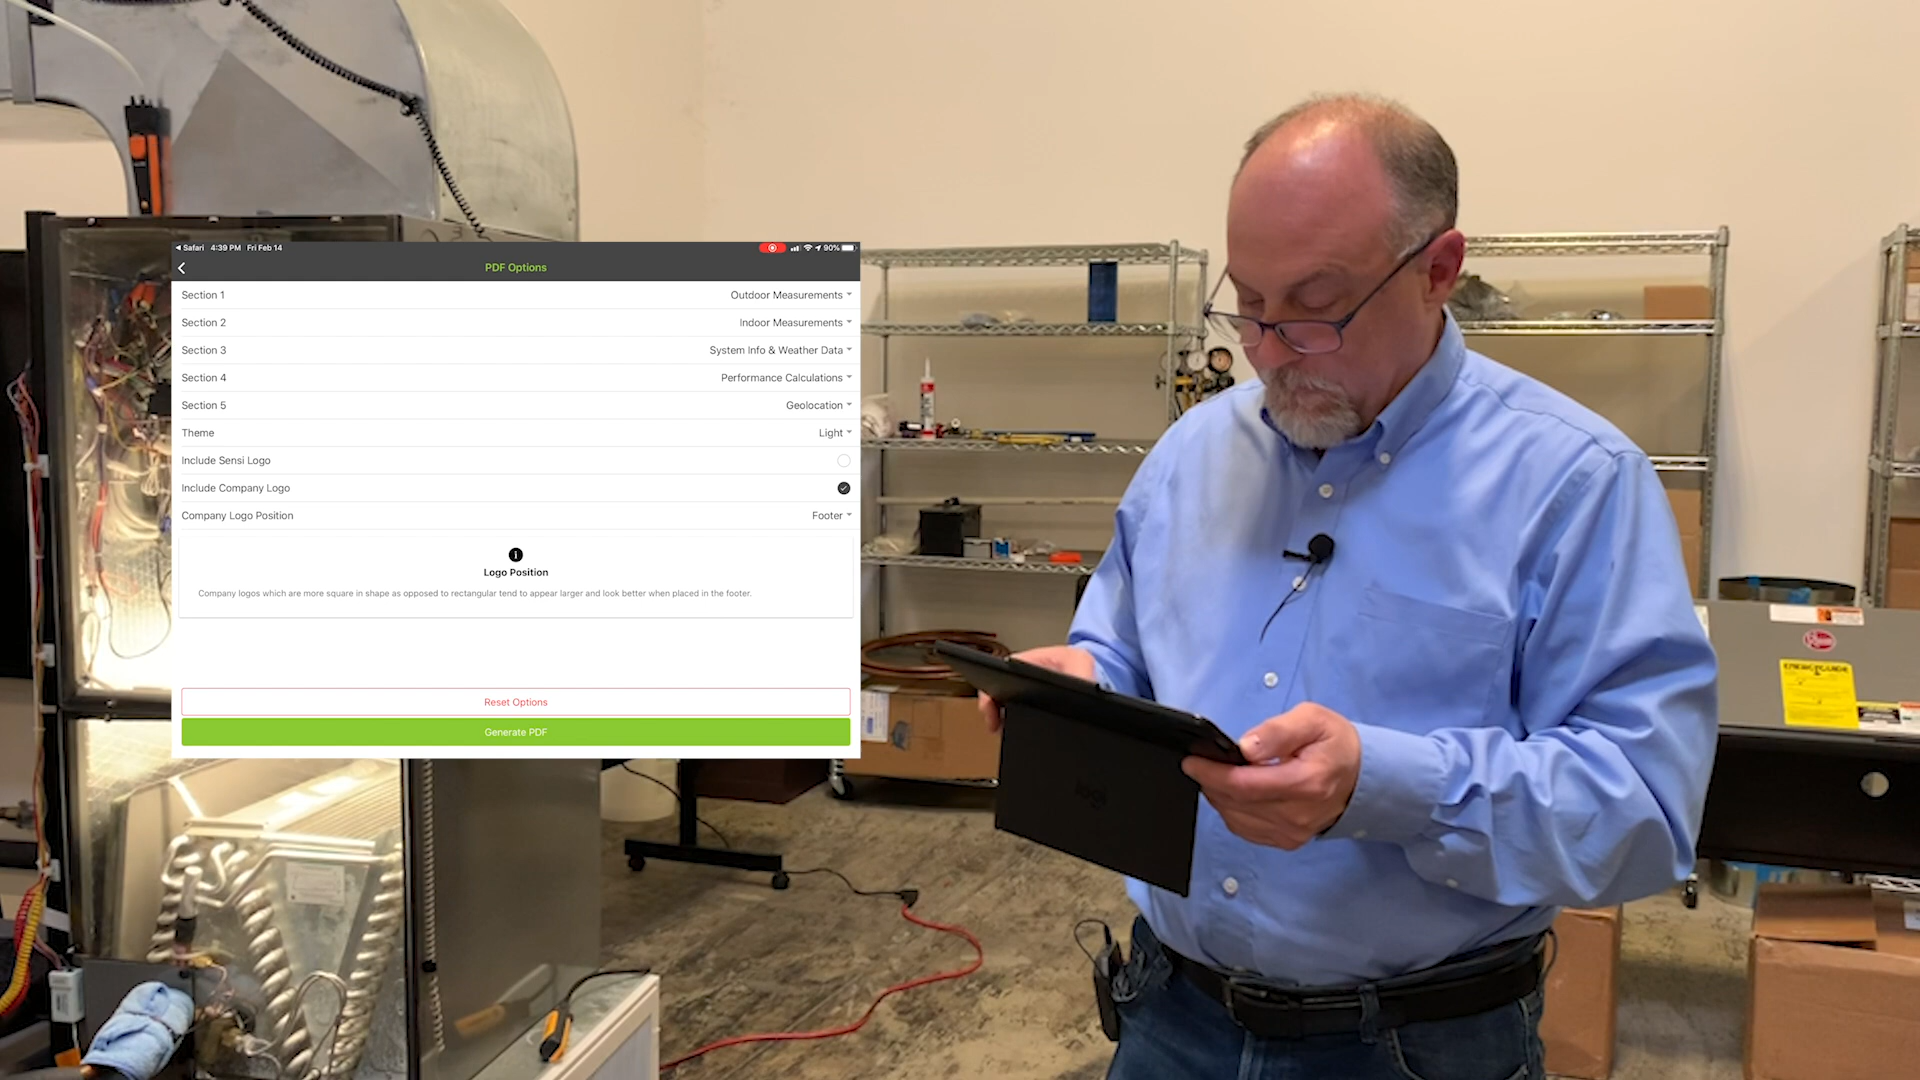 Safari 4:39 PM Fri Feb 14 90%
PDF Options
Section 1 Outdoor Measurements
Section 2 Indoor Measurements
Section 3 System Info & Weather Data
Section 4 Performance Calculations
Section 5 Geolocation
Theme Light
Include Sensi Logo
Include Company Logo
Company Logo Position Footer
Logo Position
Company logos which are more square in shape as opposed to rectangular tend to appear larger and look better when placed in the footer.
Reset Options
Generate PDF
ENERGYGUIDE